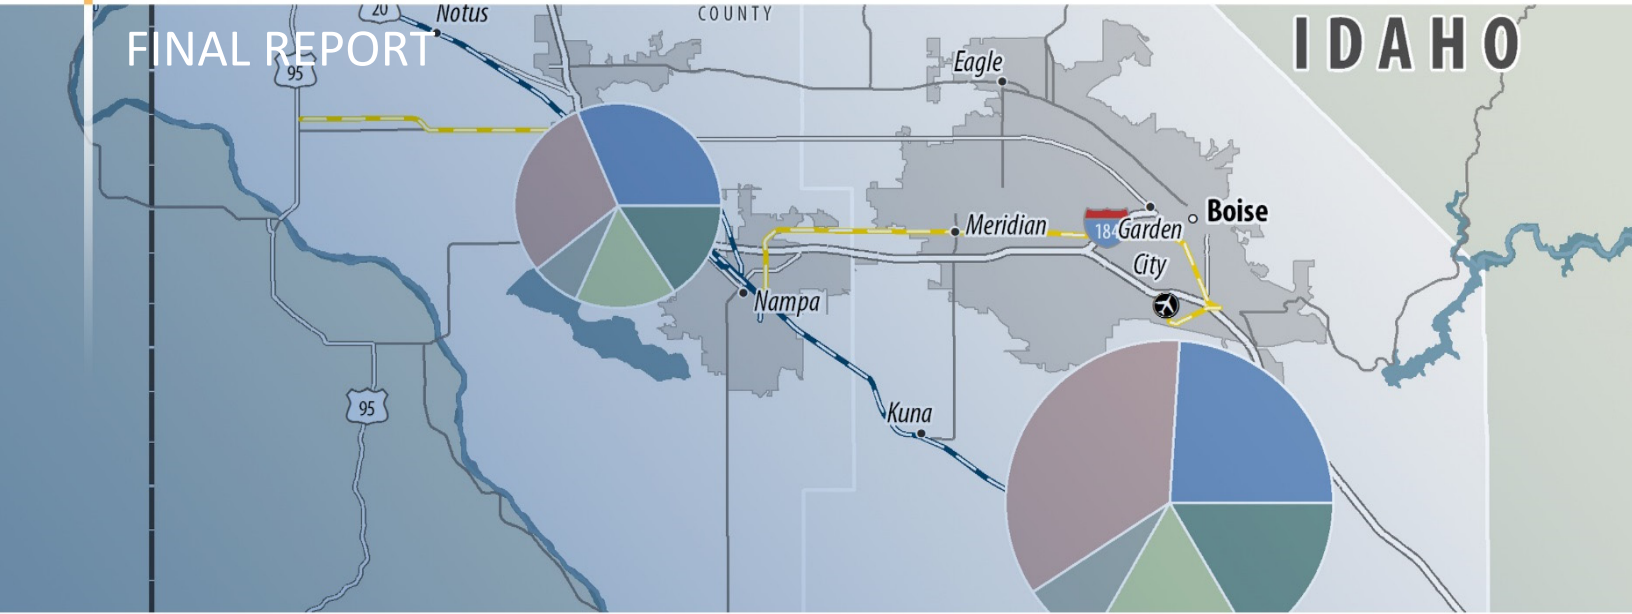 20
Notus
COUNTY
FINAL REPORT
IDAHO
95
Eagle
Boise
Meridian
184
Garden
City
Nampa
95
Kuna